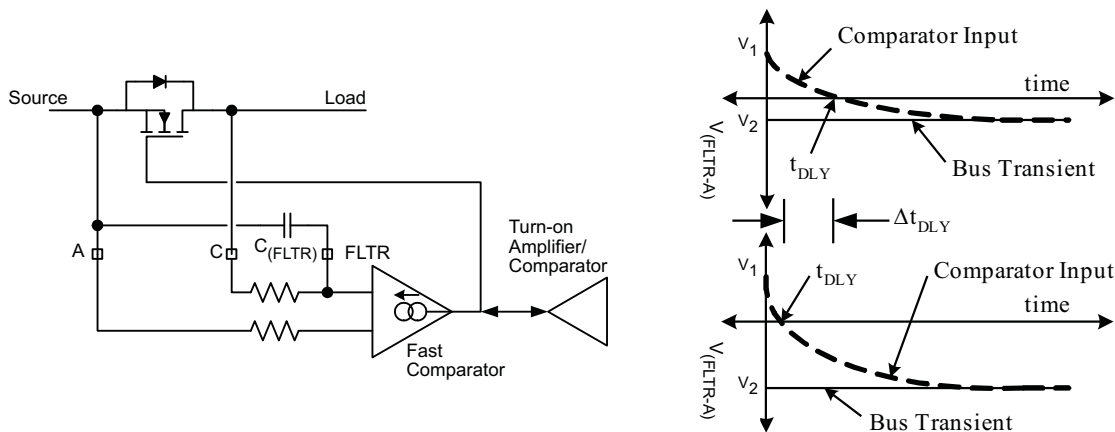 Source
Load
A
C
C(FLTR)
FLTR
Turn-on
Amplifier/
Comparator
Fast
Comparator
V1
Comparator Input
time
V2
V(FLTR-A)
tDLY
Bus Transient
ΔtDLY
V1
tDLY
Comparator Input
time
V(FLTR-A)
V2
Bus Transient